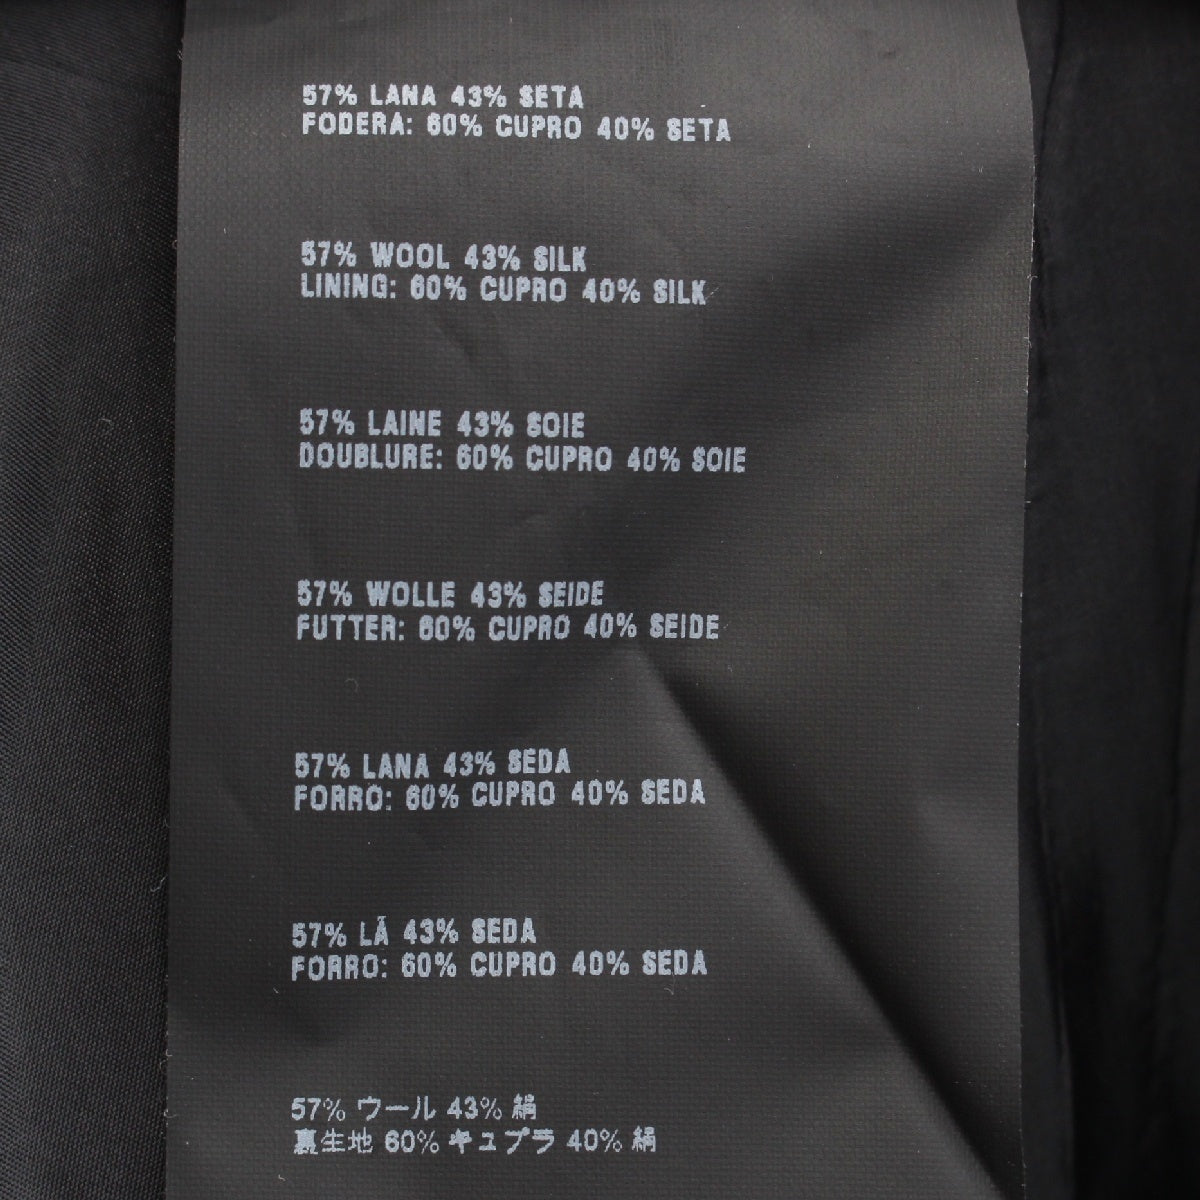 57% LANA 43% SETA
FODERA: 60% CUPRO 40% SETA
57% WOOL 43% SILK
LINING: 60% CUPRO 40% SILK
57% LAINE 43% SOIE
DOUBLURE: 60% CUPRO 40% SOIE
57% WOLLE 43% SEIDE
FUTTER: 60% CUPRO 40% SEIDE
57% LANA 43% SEDA
FORRO: 60% CUPRO 40% SEDA
57% LÃ 43% SEDA
FORRO: 60% CUPRO 40% SEDA
57% ウール 43% 絹
裏生地 60% キュプラ 40% 絹